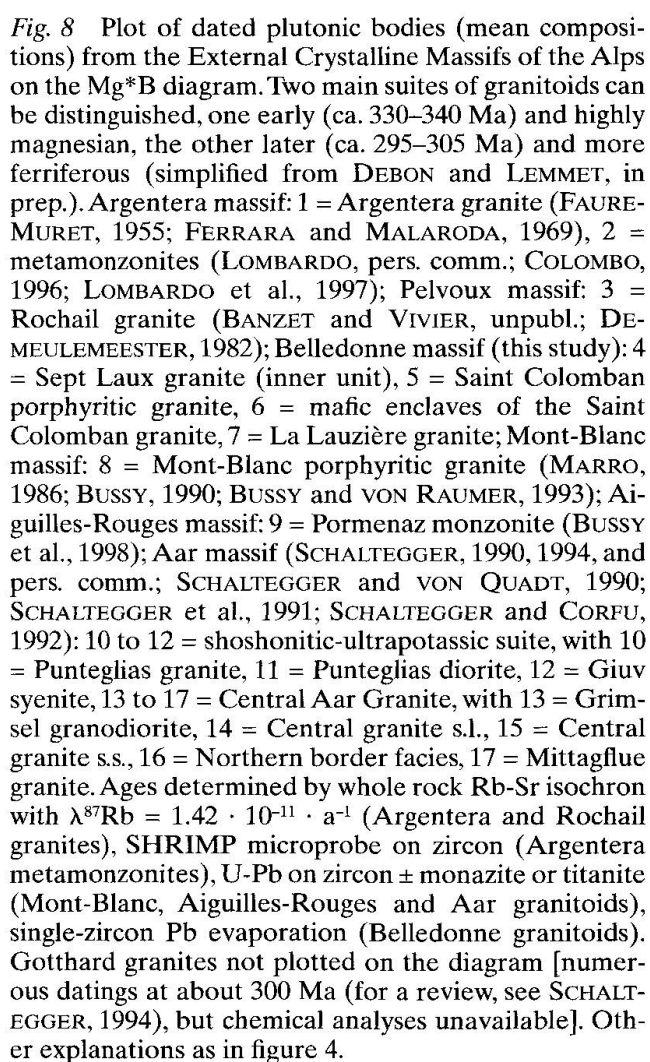 Fig. 8 Plot of dated plutonic bodies (mean composi-
tions) from the External Crystalline Massifs of the Alps
on the Mg*B diagram. Two main suites of granitoids can
be distinguished, one early (ca. 330–340 Ma) and highly
magnesian, the other later (ca. 295–305 Ma) and more
ferriferous (simplified from DEBON and LEMMET, in
prep.). Argentera massif: 1 = Argentera granite (FAURE-
MURET, 1955; FERRARA and MALARODA, 1969), 2 =
metamonzonites (LOMBARDO, pers. comm.; COLOMBO,
1996; LOMBARDO et al., 1997); Pelvoux massif: 3 =
Rochail granite (BANZET and VIVIER, unpubl.; DE-
MEULEMEESTER, 1982); Belledonne massif (this study): 4
= Sept Laux granite (inner unit), 5 = Saint Colomban
porphyritic granite, 6 = mafic enclaves of the Saint
Colomban granite, 7 = La Lauzière granite; Mont-Blanc
massif: 8 = Mont-Blanc porphyritic granite (MARRO,
1986; BUSSY, 1990; BUSSY and VON RAUMER, 1993); Ai-
guilles-Rouges massif: 9 = Pormenaz monzonite (BUSSY
et al., 1998); Aar massif (SCHALTEGGER, 1990, 1994, and
pers. comm.; SCHALTEGGER and VON QUADT, 1990;
SCHALTEGGER et al., 1991; SCHALTEGGER and CORFU,
1992): 10 to 12 = shoshonitic-ultrapotassic suite, with 10
= Punteglias granite, 11 = Punteglias diorite, 12 = Giuv
syenite, 13 to 17 = Central Aar Granite, with 13 = Grim-
sel granodiorite, 14 = Central granite s.l., 15 = Central
granite s.s., 16 = Northern border facies, 17 = Mittagflue
granite. Ages determined by whole rock Rb-Sr isochron
with λ⁸⁷Rb = 1.42 · 10⁻¹¹ · a⁻¹ (Argentera and Rochail
granites), SHRIMP microprobe on zircon (Argentera
metamonzonites), U-Pb on zircon ± monazite or titanite
(Mont-Blanc, Aiguilles-Rouges and Aar granitoids),
single-zircon Pb evaporation (Belledonne granitoids).
Gotthard granites not plotted on the diagram [numer-
ous datings at about 300 Ma (for a review, see SCHALT-
EGGER, 1994), but chemical analyses unavailable]. Oth-
er explanations as in figure 4.